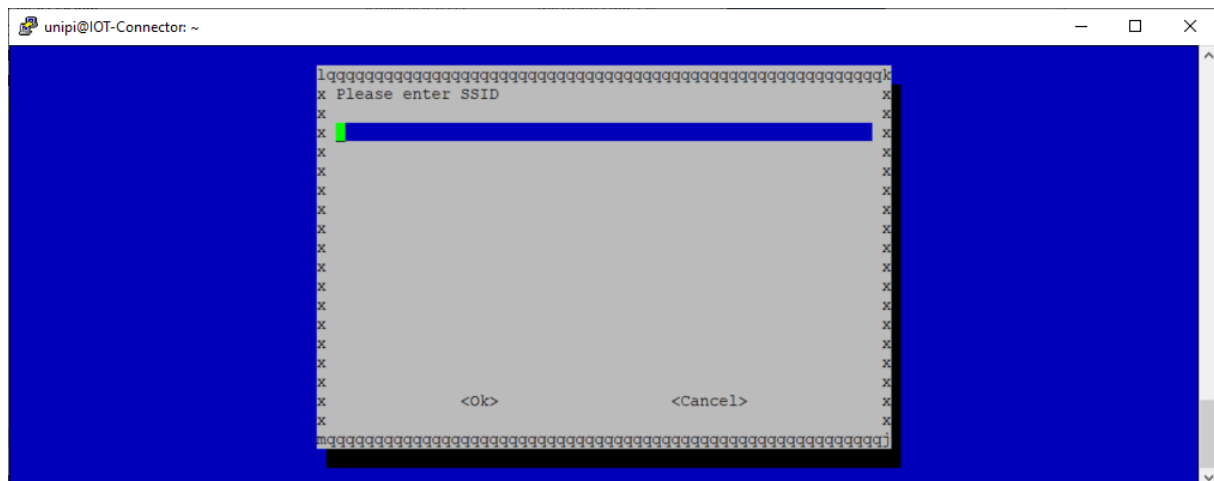 unipi@IOT-Connector: ~
lqqqqqqqqqqqqqqqqqqqqqqqqqqqqqqqqqqqqqqqqqqqqqqqqqqqqqqqqqqk
x Please enter SSID x
x x
x x
x x
x x
x x
x x
x x
x x
x x
x x
x x
x x
x x
x x
x <Ok> <Cancel> x
x x
mqqqqqqqqqqqqqqqqqqqqqqqqqqqqqqqqqqqqqqqqqqqqqqqqqqqqqqqqqqj